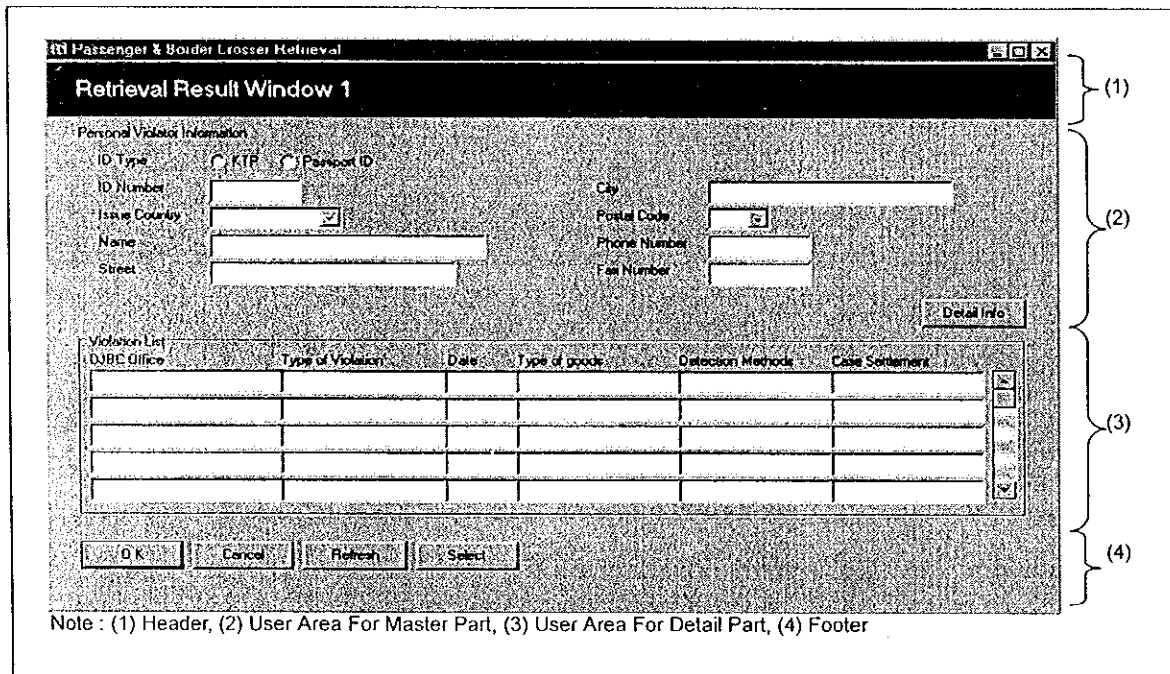 Passenger & Border Crosser Retrieval
Retrieval Result Window 1
(1)
Personal Violator Information
ID Type KTP Passport ID
ID Number City
Issue Country Postal Code
(2)
Name Phone Number
Street Fax Number
Detail Info
Violation List
DJBC Office Type of Violation Date Type of goods Detection Methods Case Settlement
(3)
O K Cancel Refresh Select
(4)
Note : (1) Header, (2) User Area For Master Part, (3) User Area For Detail Part, (4) Footer